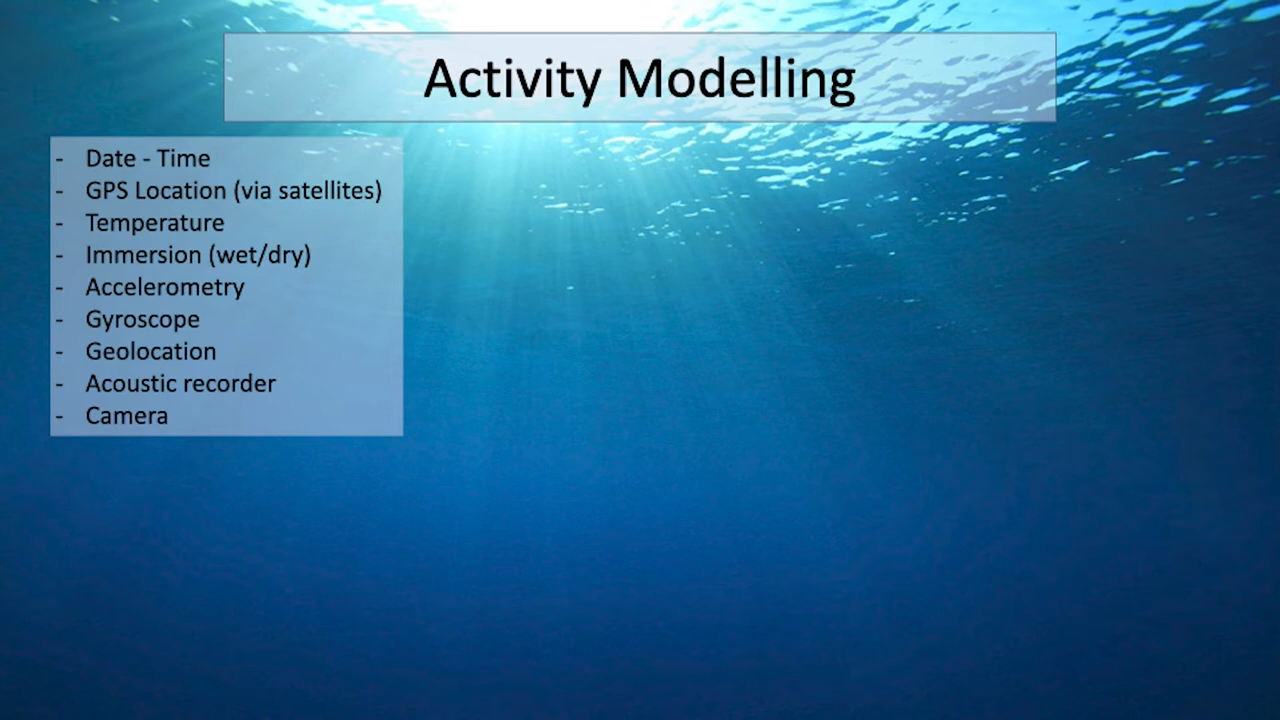 Activity Modelling
- Date - Time
- GPS Location (via satellites)
- Temperature
- Immersion (wet/dry)
- Accelerometry
- Gyroscope
- Geolocation
- Acoustic recorder
- Camera